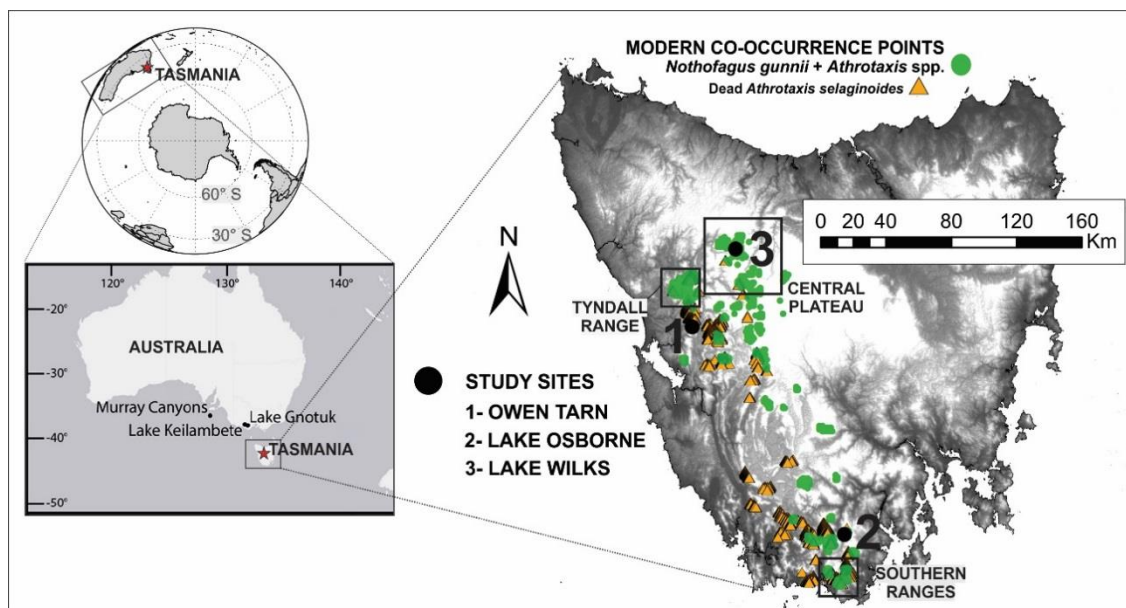 TASMANIA
60° S
30° S
120° 130° 140°
-20°
-30°
-40°
-50°
AUSTRALIA
Murray Canyons
Lake Gnotuk
Lake Keilambete
TASMANIA
N
STUDY SITES
1- OWEN TARN
2- LAKE OSBORNE
3- LAKE WILKS
MODERN CO-OCCURRENCE POINTS
Nothofagus gunnii + Athrotaxis spp.
Dead Athrotaxis selaginoides
0 20 40 80 120 160
Km
3
CENTRAL
PLATEAU
TYNDALL
RANGE
1
2
SOUTHERN
RANGES